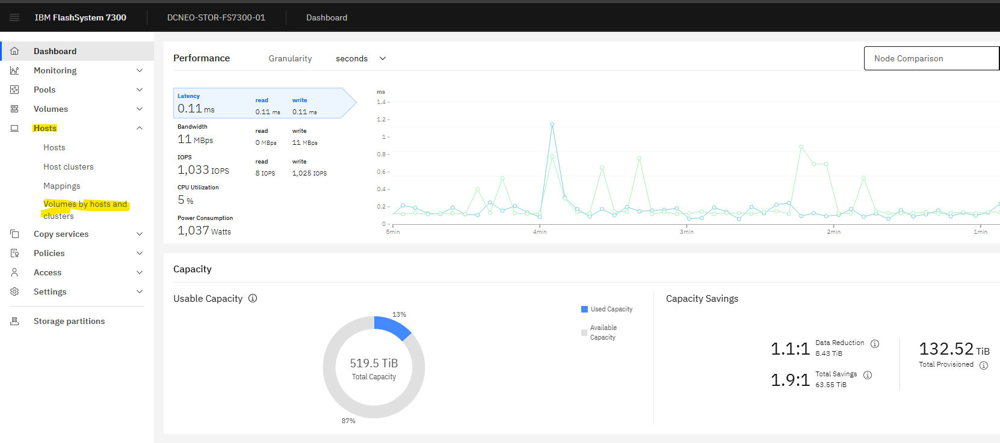 IBM FlashSystem 7300
DCNEO-STOR-FS7300-01
Dashboard
Dashboard
Monitoring
Pools
Volumes
Hosts
Hosts
Host clusters
Mappings
Volumes by hosts and
clusters
Copy services
Policies
Access
Settings
Storage partitions
Performance
Granularity
seconds
Node Comparison
Latency
read
write
0.11 ms
0.11 ms
0.11 ms
Bandwidth
read
write
11 MBps
0 MBps
11 MBps
IOPS
read
write
1,033 IOPS
8 IOPS
1,025 IOPS
CPU Utilization
5 %
Power Consumption
1,037 Watts
ms
1.4
1.2
1
0.8
0.6
0.4
0.2
0
5min
4min
3min
2min
1min
Capacity
Usable Capacity
13%
519.5 TiB
Total Capacity
87%
Used Capacity
Available
Capacity
Capacity Savings
1.1:1
Data Reduction
8.43 TiB
1.9:1
Total Savings
63.55 TiB
132.52 TiB
Total Provisioned